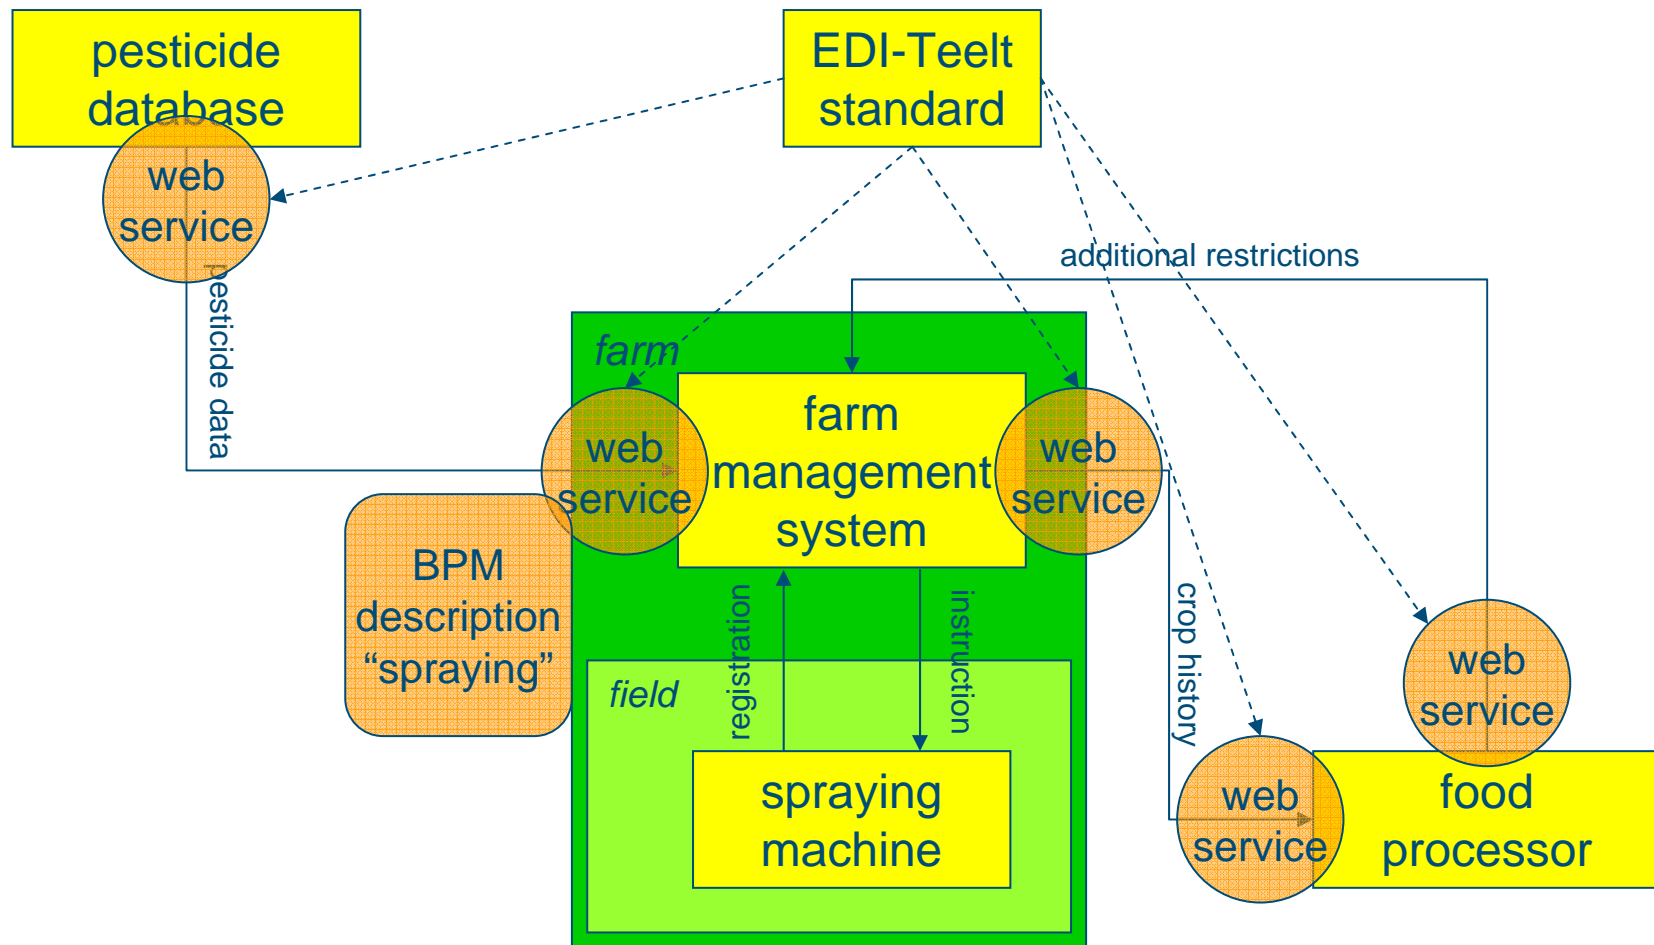 pesticide
database
EDI-Teelt
standard
web
service
additional restrictions
pesticide data
farm
farm
management
system
web
service
web
service
BPM
description
“spraying”
registration
instruction
crop history
field
web
service
spraying
machine
web
service
food
processor